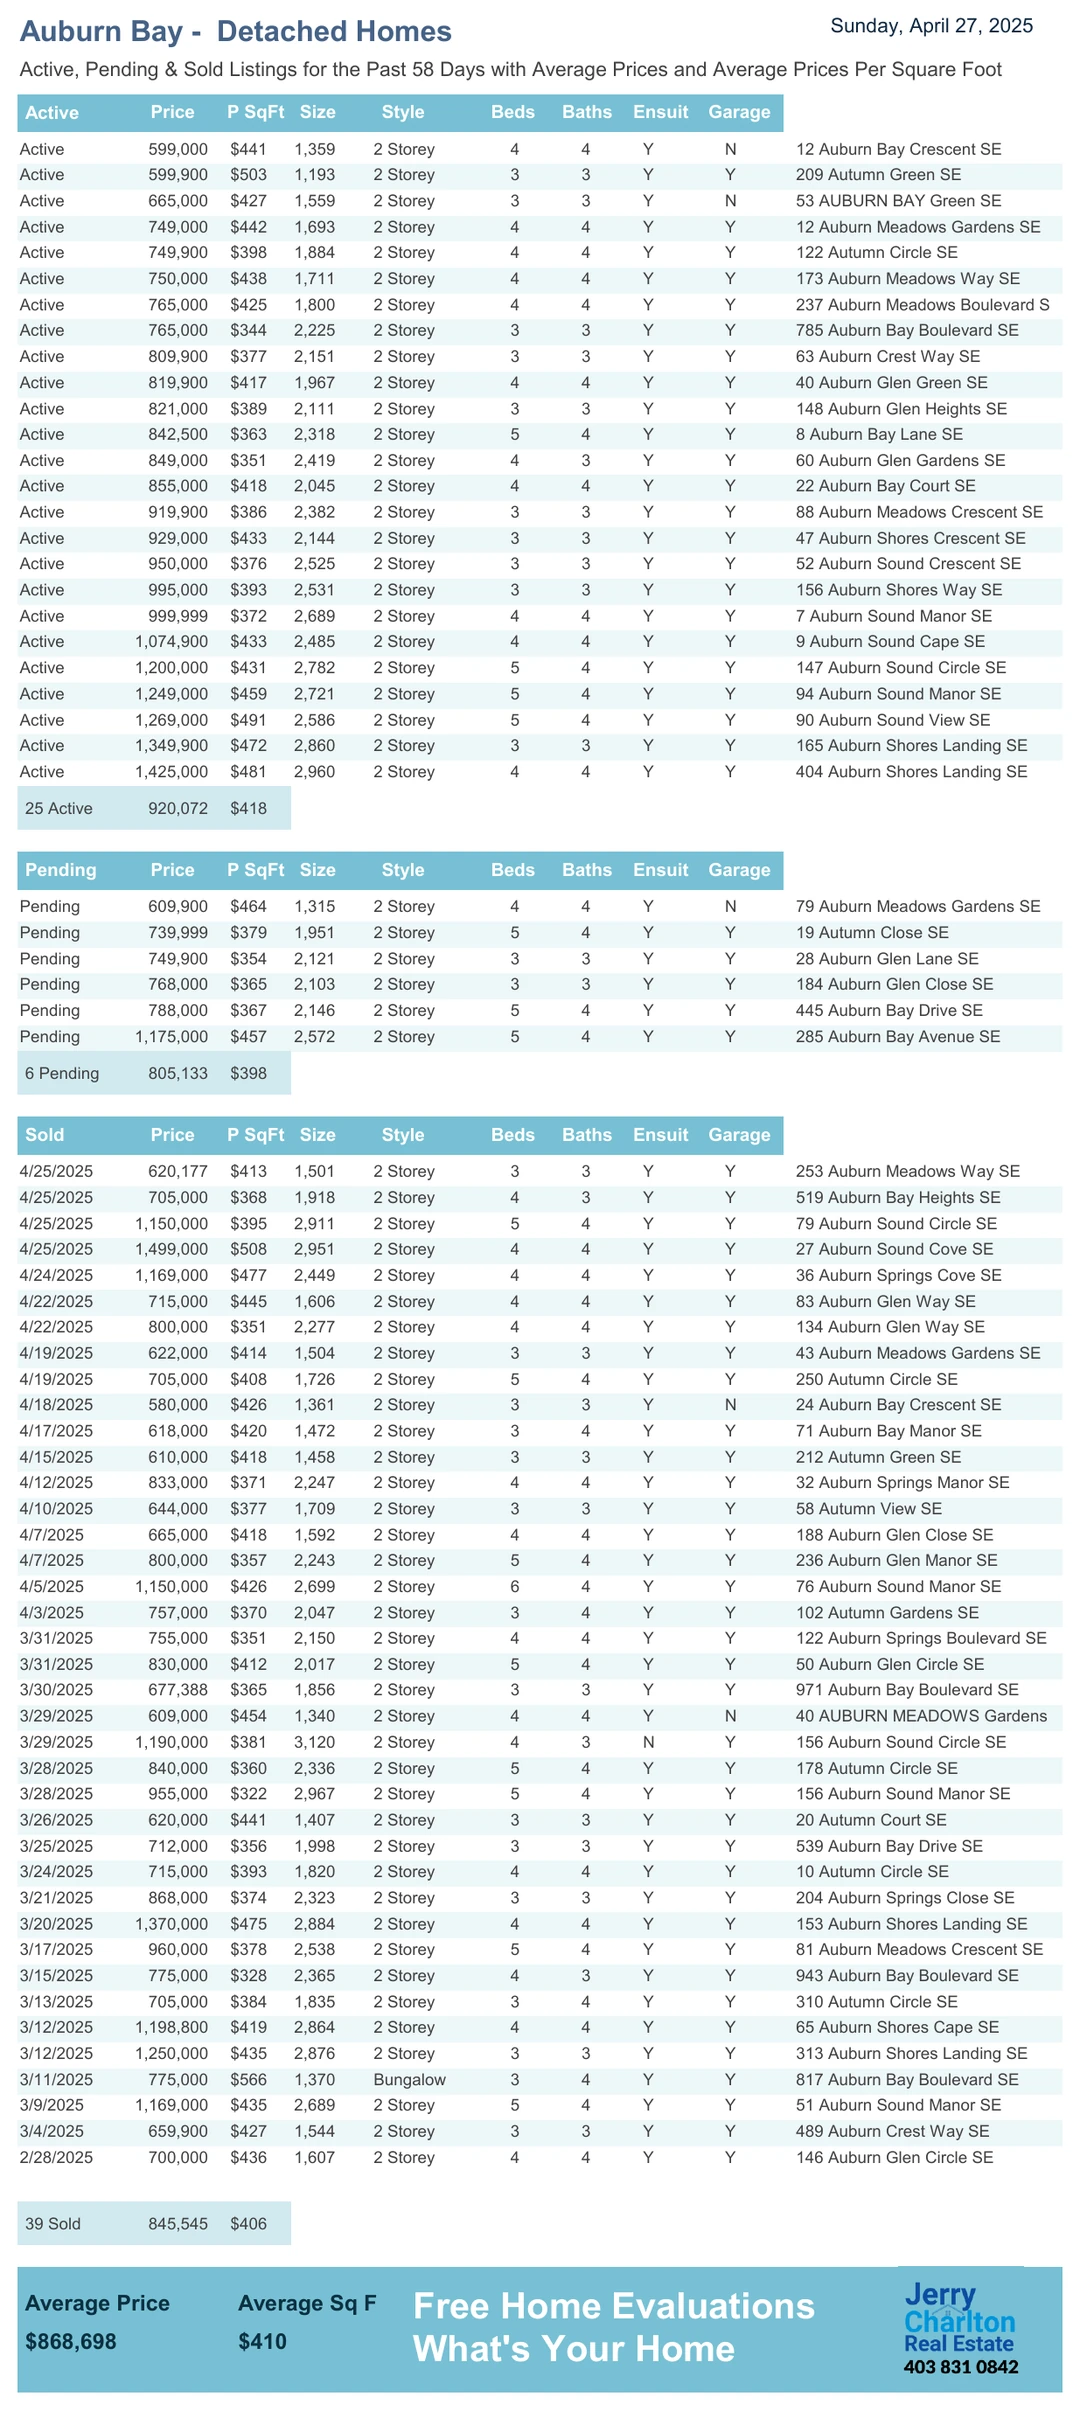 Auburn Bay -  Detached Homes
Sunday, April 27, 2025
Active, Pending & Sold Listings for the Past 58 Days with Average Prices and Average Prices Per Square Foot
Active Price P SqFt Size Style Beds Baths Ensuit Garage
Active 599,000 $441 1,359 2 Storey 4 4 Y N 12 Auburn Bay Crescent SE
Active 599,900 $503 1,193 2 Storey 3 3 Y Y 209 Autumn Green SE
Active 665,000 $427 1,559 2 Storey 3 3 Y N 53 AUBURN BAY Green SE
Active 749,000 $442 1,693 2 Storey 4 4 Y Y 12 Auburn Meadows Gardens SE
Active 749,900 $398 1,884 2 Storey 4 4 Y Y 122 Autumn Circle SE
Active 750,000 $438 1,711 2 Storey 4 4 Y Y 173 Auburn Meadows Way SE
Active 765,000 $425 1,800 2 Storey 4 4 Y Y 237 Auburn Meadows Boulevard S
Active 765,000 $344 2,225 2 Storey 3 3 Y Y 785 Auburn Bay Boulevard SE
Active 809,900 $377 2,151 2 Storey 3 3 Y Y 63 Auburn Crest Way SE
Active 819,900 $417 1,967 2 Storey 4 4 Y Y 40 Auburn Glen Green SE
Active 821,000 $389 2,111 2 Storey 3 3 Y Y 148 Auburn Glen Heights SE
Active 842,500 $363 2,318 2 Storey 5 4 Y Y 8 Auburn Bay Lane SE
Active 849,000 $351 2,419 2 Storey 4 3 Y Y 60 Auburn Glen Gardens SE
Active 855,000 $418 2,045 2 Storey 4 4 Y Y 22 Auburn Bay Court SE
Active 919,900 $386 2,382 2 Storey 3 3 Y Y 88 Auburn Meadows Crescent SE
Active 929,000 $433 2,144 2 Storey 3 3 Y Y 47 Auburn Shores Crescent SE
Active 950,000 $376 2,525 2 Storey 3 3 Y Y 52 Auburn Sound Crescent SE
Active 995,000 $393 2,531 2 Storey 3 3 Y Y 156 Auburn Shores Way SE
Active 999,999 $372 2,689 2 Storey 4 4 Y Y 7 Auburn Sound Manor SE
Active 1,074,900 $433 2,485 2 Storey 4 4 Y Y 9 Auburn Sound Cape SE
Active 1,200,000 $431 2,782 2 Storey 5 4 Y Y 147 Auburn Sound Circle SE
Active 1,249,000 $459 2,721 2 Storey 5 4 Y Y 94 Auburn Sound Manor SE
Active 1,269,000 $491 2,586 2 Storey 5 4 Y Y 90 Auburn Sound View SE
Active 1,349,900 $472 2,860 2 Storey 3 3 Y Y 165 Auburn Shores Landing SE
Active 1,425,000 $481 2,960 2 Storey 4 4 Y Y 404 Auburn Shores Landing SE
25 Active 920,072 $418
Pending Price P SqFt Size Style Beds Baths Ensuit Garage
Pending 609,900 $464 1,315 2 Storey 4 4 Y N 79 Auburn Meadows Gardens SE
Pending 739,999 $379 1,951 2 Storey 5 4 Y Y 19 Autumn Close SE
Pending 749,900 $354 2,121 2 Storey 3 3 Y Y 28 Auburn Glen Lane SE
Pending 768,000 $365 2,103 2 Storey 3 3 Y Y 184 Auburn Glen Close SE
Pending 788,000 $367 2,146 2 Storey 5 4 Y Y 445 Auburn Bay Drive SE
Pending 1,175,000 $457 2,572 2 Storey 5 4 Y Y 285 Auburn Bay Avenue SE
6 Pending 805,133 $398
Sold Price P SqFt Size Style Beds Baths Ensuit Garage
4/25/2025 620,177 $413 1,501 2 Storey 3 3 Y Y 253 Auburn Meadows Way SE
4/25/2025 705,000 $368 1,918 2 Storey 4 3 Y Y 519 Auburn Bay Heights SE
4/25/2025 1,150,000 $395 2,911 2 Storey 5 4 Y Y 79 Auburn Sound Circle SE
4/25/2025 1,499,000 $508 2,951 2 Storey 4 4 Y Y 27 Auburn Sound Cove SE
4/24/2025 1,169,000 $477 2,449 2 Storey 4 4 Y Y 36 Auburn Springs Cove SE
4/22/2025 715,000 $445 1,606 2 Storey 4 4 Y Y 83 Auburn Glen Way SE
4/22/2025 800,000 $351 2,277 2 Storey 4 4 Y Y 134 Auburn Glen Way SE
4/19/2025 622,000 $414 1,504 2 Storey 3 3 Y Y 43 Auburn Meadows Gardens SE
4/19/2025 705,000 $408 1,726 2 Storey 5 4 Y Y 250 Autumn Circle SE
4/18/2025 580,000 $426 1,361 2 Storey 3 3 Y N 24 Auburn Bay Crescent SE
4/17/2025 618,000 $420 1,472 2 Storey 3 4 Y Y 71 Auburn Bay Manor SE
4/15/2025 610,000 $418 1,458 2 Storey 3 3 Y Y 212 Autumn Green SE
4/12/2025 833,000 $371 2,247 2 Storey 4 4 Y Y 32 Auburn Springs Manor SE
4/10/2025 644,000 $377 1,709 2 Storey 3 3 Y Y 58 Autumn View SE
4/7/2025 665,000 $418 1,592 2 Storey 4 4 Y Y 188 Auburn Glen Close SE
4/7/2025 800,000 $357 2,243 2 Storey 5 4 Y Y 236 Auburn Glen Manor SE
4/5/2025 1,150,000 $426 2,699 2 Storey 6 4 Y Y 76 Auburn Sound Manor SE
4/3/2025 757,000 $370 2,047 2 Storey 3 4 Y Y 102 Autumn Gardens SE
3/31/2025 755,000 $351 2,150 2 Storey 4 4 Y Y 122 Auburn Springs Boulevard SE
3/31/2025 830,000 $412 2,017 2 Storey 5 4 Y Y 50 Auburn Glen Circle SE
3/30/2025 677,388 $365 1,856 2 Storey 3 3 Y Y 971 Auburn Bay Boulevard SE
3/29/2025 609,000 $454 1,340 2 Storey 4 4 Y N 40 AUBURN MEADOWS Gardens
3/29/2025 1,190,000 $381 3,120 2 Storey 4 3 N Y 156 Auburn Sound Circle SE
3/28/2025 840,000 $360 2,336 2 Storey 5 4 Y Y 178 Autumn Circle SE
3/28/2025 955,000 $322 2,967 2 Storey 5 4 Y Y 156 Auburn Sound Manor SE
3/26/2025 620,000 $441 1,407 2 Storey 3 3 Y Y 20 Autumn Court SE
3/25/2025 712,000 $356 1,998 2 Storey 3 3 Y Y 539 Auburn Bay Drive SE
3/24/2025 715,000 $393 1,820 2 Storey 4 4 Y Y 10 Autumn Circle SE
3/21/2025 868,000 $374 2,323 2 Storey 3 3 Y Y 204 Auburn Springs Close SE
3/20/2025 1,370,000 $475 2,884 2 Storey 4 4 Y Y 153 Auburn Shores Landing SE
3/17/2025 960,000 $378 2,538 2 Storey 5 4 Y Y 81 Auburn Meadows Crescent SE
3/15/2025 775,000 $328 2,365 2 Storey 4 3 Y Y 943 Auburn Bay Boulevard SE
3/13/2025 705,000 $384 1,835 2 Storey 3 4 Y Y 310 Autumn Circle SE
3/12/2025 1,198,800 $419 2,864 2 Storey 4 4 Y Y 65 Auburn Shores Cape SE
3/12/2025 1,250,000 $435 2,876 2 Storey 3 3 Y Y 313 Auburn Shores Landing SE
3/11/2025 775,000 $566 1,370 Bungalow 3 4 Y Y 817 Auburn Bay Boulevard SE
3/9/2025 1,169,000 $435 2,689 2 Storey 5 4 Y Y 51 Auburn Sound Manor SE
3/4/2025 659,900 $427 1,544 2 Storey 3 3 Y Y 489 Auburn Crest Way SE
2/28/2025 700,000 $436 1,607 2 Storey 4 4 Y Y 146 Auburn Glen Circle SE
39 Sold 845,545 $406
Average Price Average Sq F
$868,698 $410
Free Home Evaluations
What's Your Home
Jerry
Charlton
Real Estate
403 831 0842